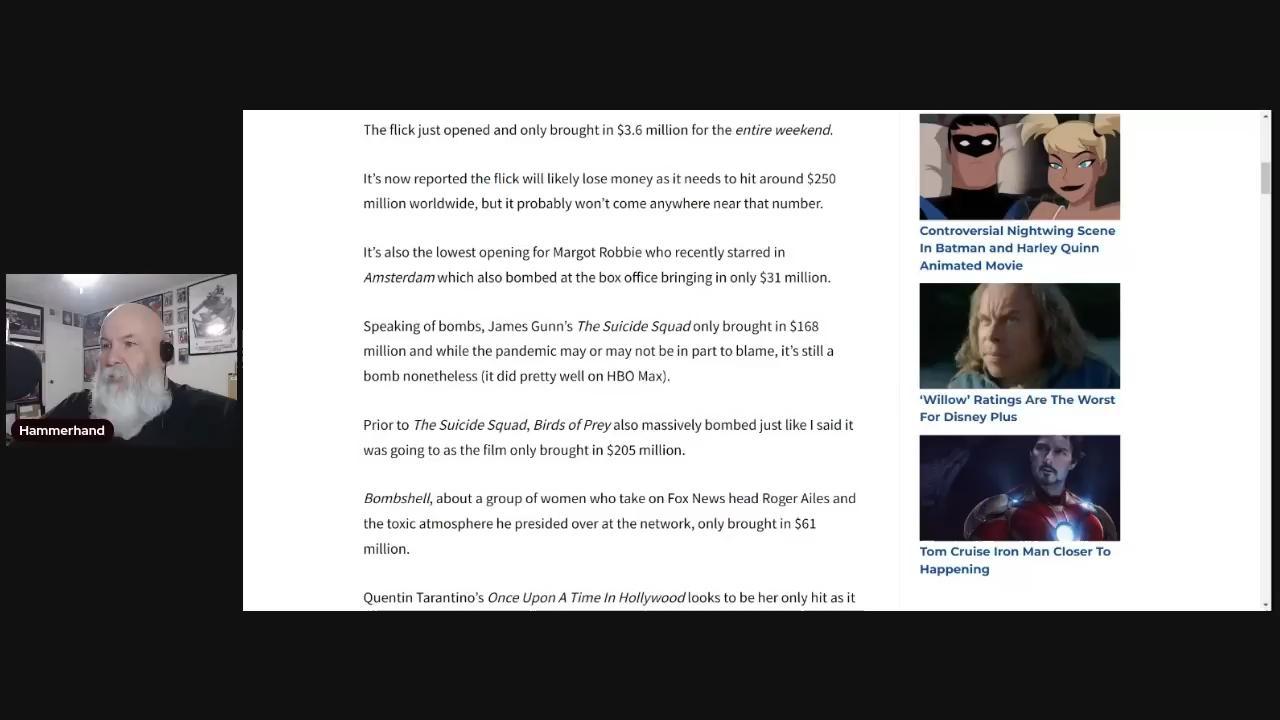 The flick just opened and only brought in $3.6 million for the entire weekend.
It’s now reported the flick will likely lose money as it needs to hit around $250
million worldwide, but it probably won’t come anywhere near that number.
It’s also the lowest opening for Margot Robbie who recently starred in
Amsterdam which also bombed at the box office bringing in only $31 million.
Speaking of bombs, James Gunn’s The Suicide Squad only brought in $168
million and while the pandemic may or may not be in part to blame, it’s still a
bomb nonetheless (it did pretty well on HBO Max).
Prior to The Suicide Squad, Birds of Prey also massively bombed just like I said it
was going to as the film only brought in $205 million.
Bombshell, about a group of women who take on Fox News head Roger Ailes and
the toxic atmosphere he presided over at the network, only brought in $61
million.
Quentin Tarantino’s Once Upon A Time In Hollywood looks to be her only hit as it
Controversial Nightwing Scene
In Batman and Harley Quinn
Animated Movie
‘Willow’ Ratings Are The Worst
For Disney Plus
Tom Cruise Iron Man Closer To
Happening
Hammerhand